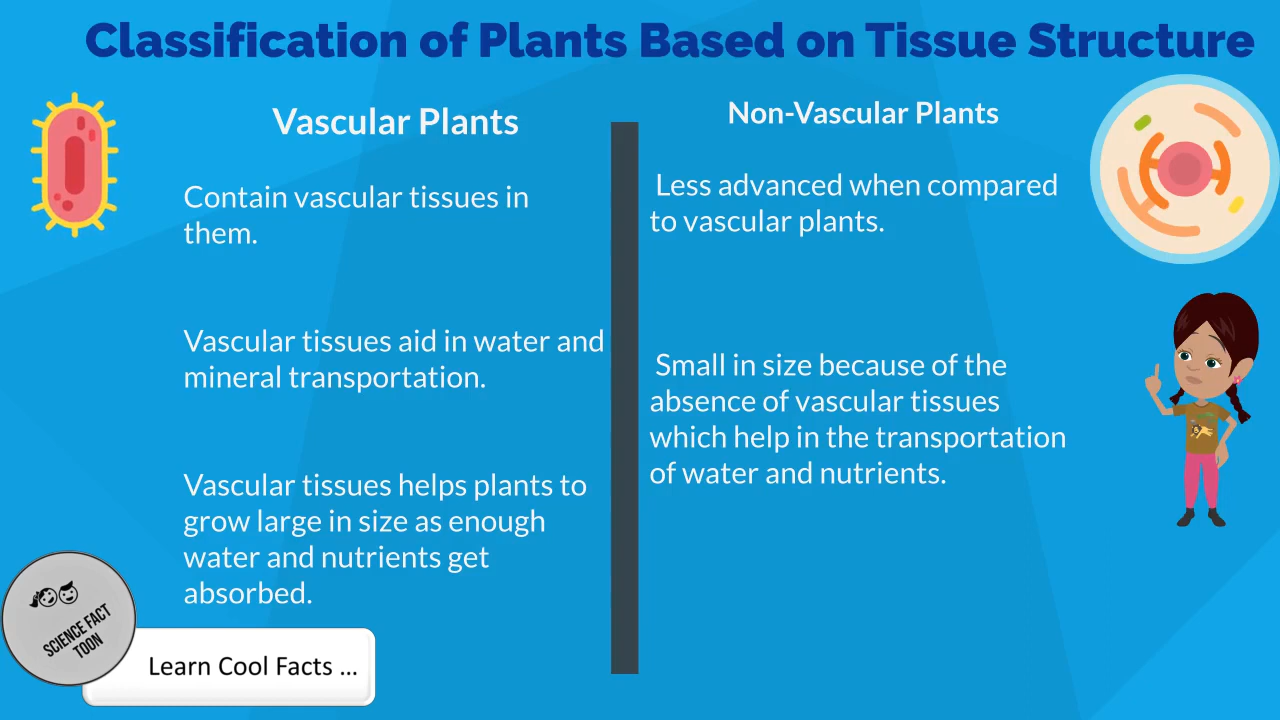 Classification of Plants Based on Tissue Structure
Vascular Plants
Contain vascular tissues in
them.
Vascular tissues aid in water and
mineral transportation.
Vascular tissues helps plants to
grow large in size as enough
water and nutrients get
absorbed.
Non-Vascular Plants
Less advanced when compared
to vascular plants.
Small in size because of the
absence of vascular tissues
which help in the transportation
of water and nutrients.
SCIENCE FACT
TOON
Learn Cool Facts ...